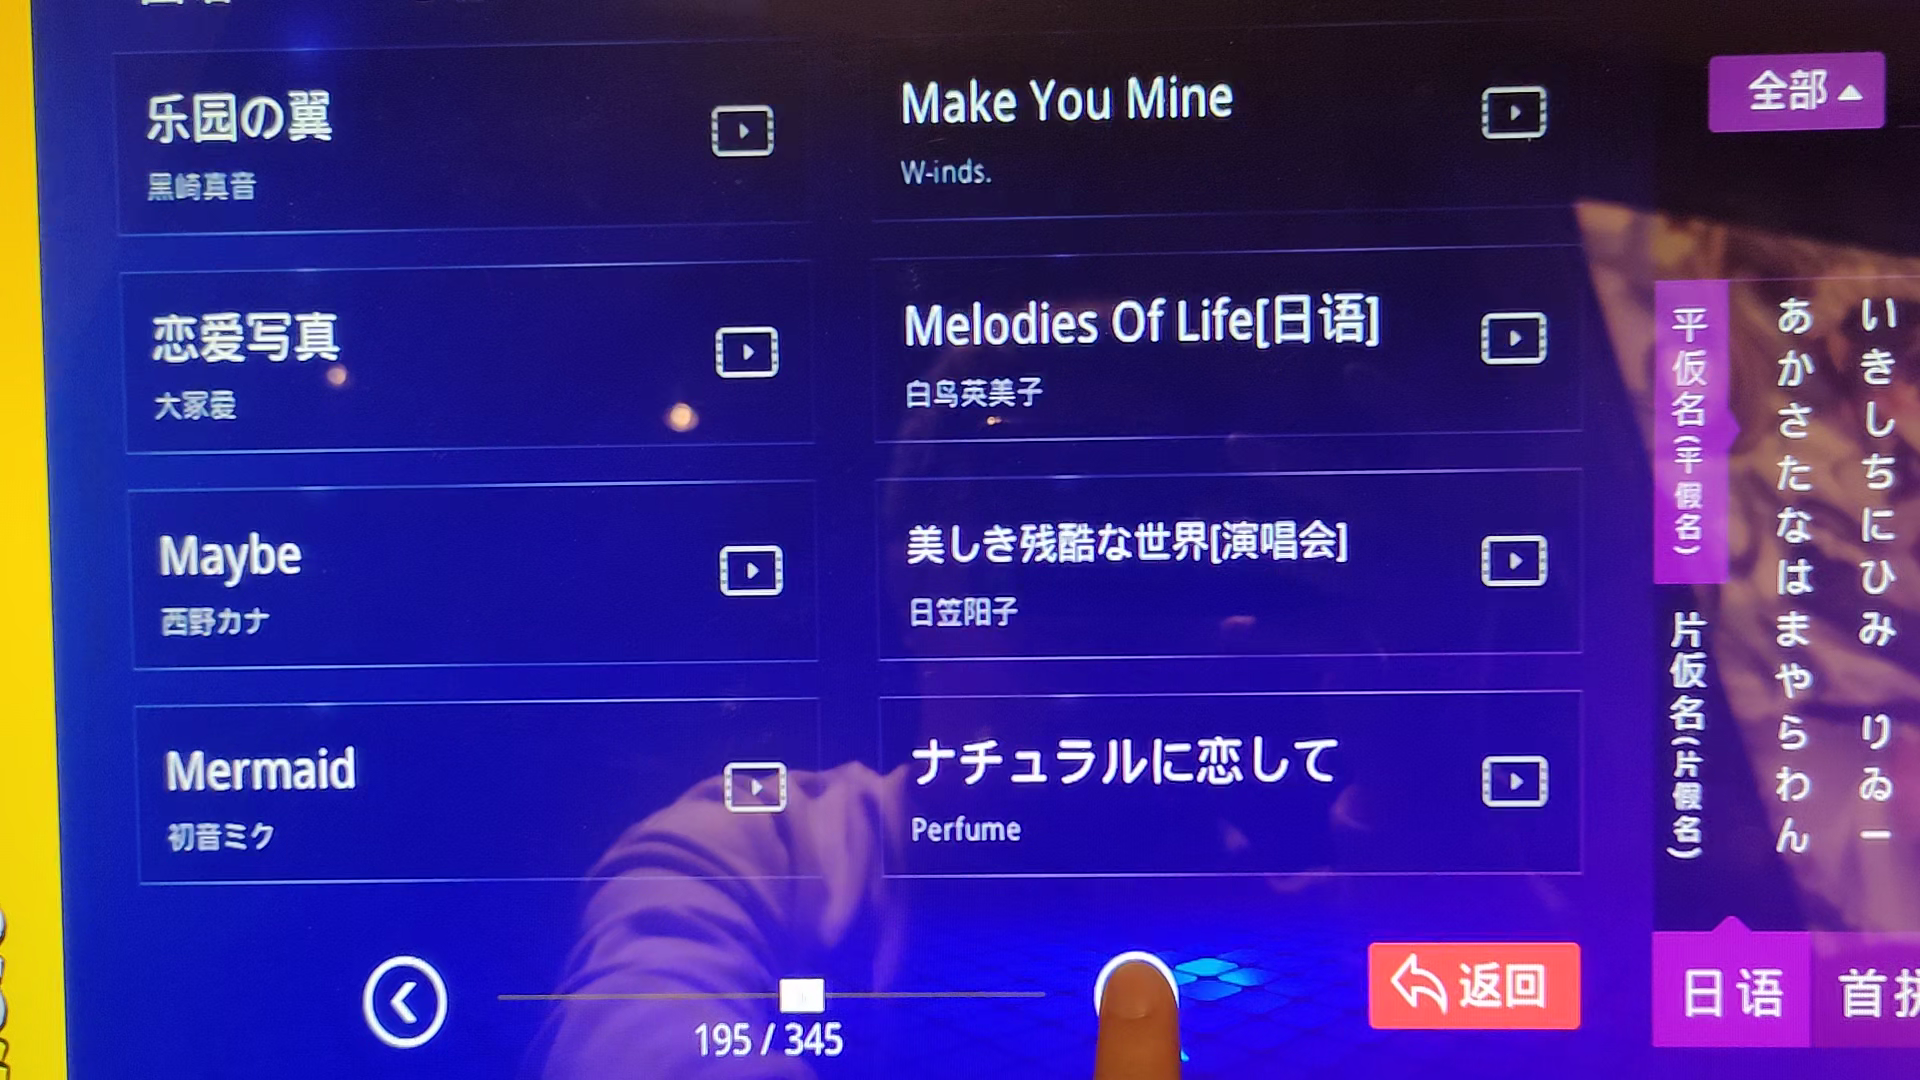 乐园の翼
黑崎真音
Make You Mine
W-inds.
恋爱写真
大冢爱
Melodies Of Life[日语]
白鸟英美子
Maybe
西野カナ
美しき残酷な世界[演唱会]
日笠阳子
Mermaid
初音ミク
ナチュラルに恋して
Perfume
195 / 345
返回
全部
平仮名(平假名)
片仮名(片假名)
あかさたなはまやらわん
いきしちにひみ りゐー
日语
首拼